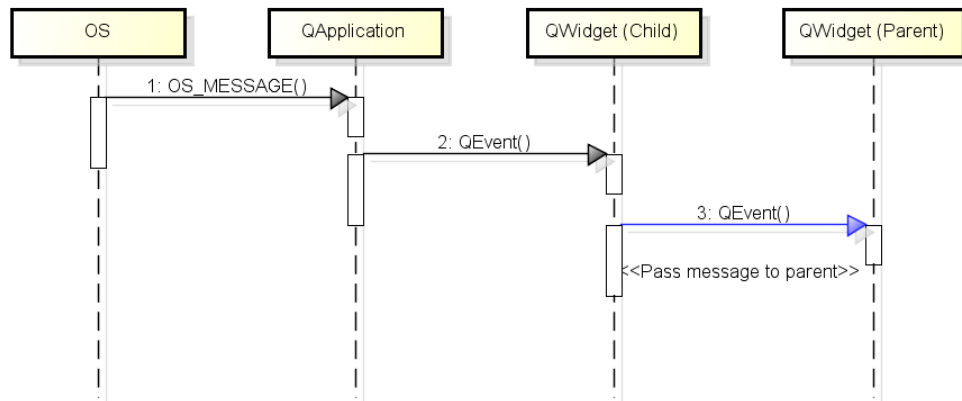 OS
QApplication
QWidget (Child)
QWidget (Parent)
1: OS_MESSAGE()
2: QEvent()
3: QEvent()
<<Pass message to parent>>